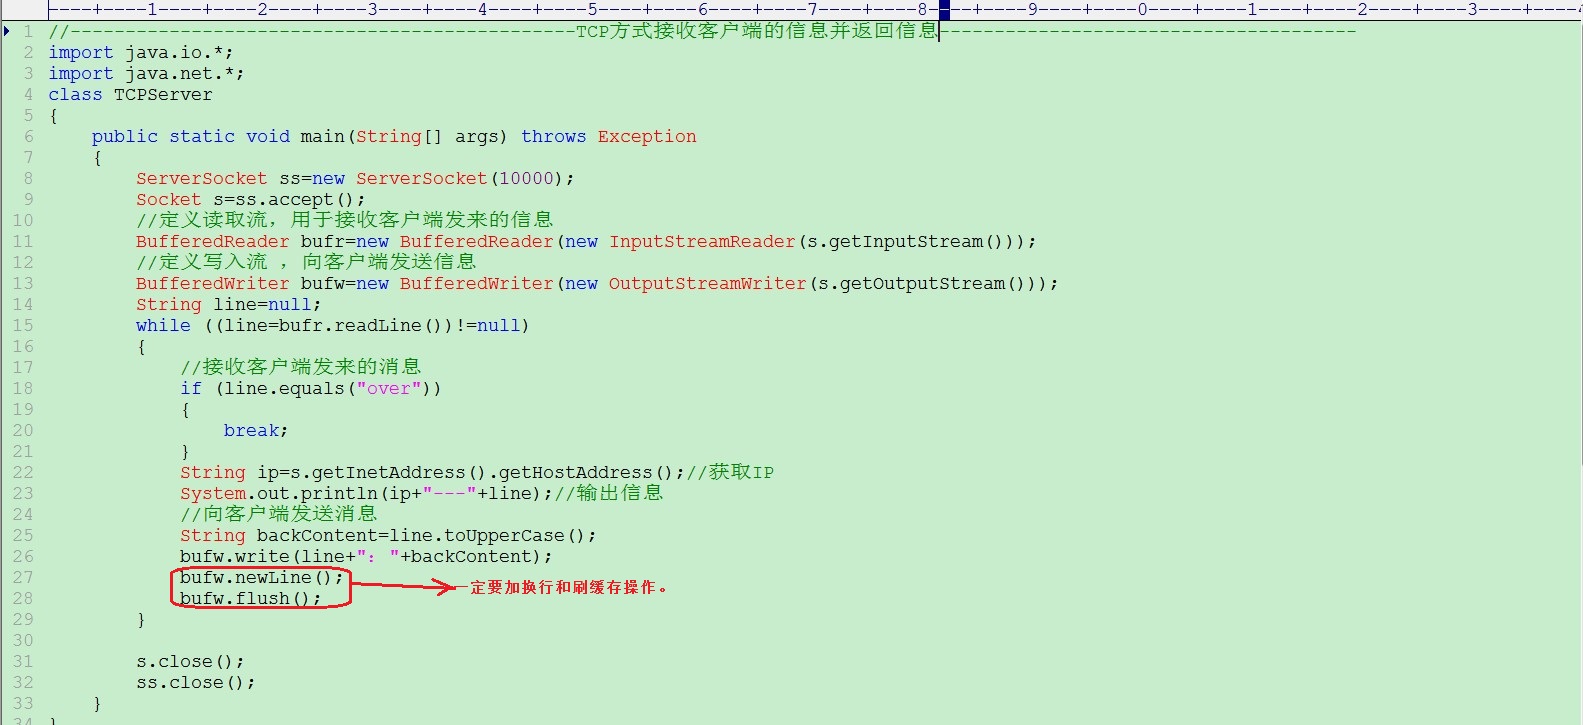 |----+----1----+----2----+----3----+----4----+----5----+----6----+----7----+----8----+----9----+----0----+----1----+----2----+----3----+----4
1 //----------------------------------------------TCP方式接收客户端的信息并返回信息--------------------------------------
2 import java.io.*;
3 import java.net.*;
4 class TCPServer
5 {
6     public static void main(String[] args) throws Exception
7     {
8         ServerSocket ss=new ServerSocket(10000);
9         Socket s=ss.accept();
10         //定义读取流，用于接收客户端发来的信息
11         BufferedReader bufr=new BufferedReader(new InputStreamReader(s.getInputStream()));
12         //定义写入流 ，向客户端发送信息
13         BufferedWriter bufw=new BufferedWriter(new OutputStreamWriter(s.getOutputStream()));
14         String line=null;
15         while ((line=bufr.readLine())!=null)
16         {
17             //接收客户端发来的消息
18             if (line.equals("over"))
19             {
20                 break;
21             }
22             String ip=s.getInetAddress().getHostAddress();//获取IP
23             System.out.println(ip+"---"+line);//输出信息
24             //向客户端发送消息
25             String backContent=line.toUpperCase();
26             bufw.write(line+"："+backContent);
27             bufw.newLine(); 一定要加换行和刷缓存操作。
28             bufw.flush();
29         }
30
31         s.close();
32         ss.close();
33     }
34 }